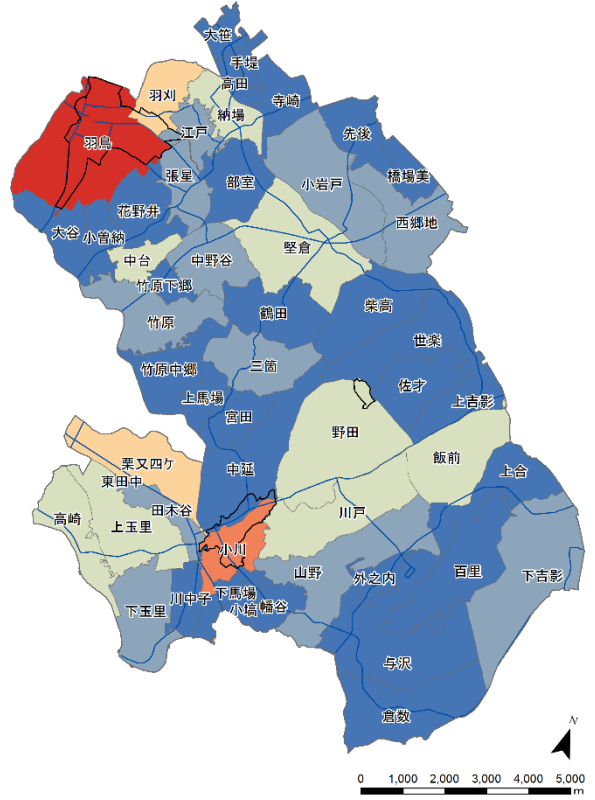 大笹
手堤
高田
羽刈
寺崎
納場
江戸
先後
羽鳥
張星
橋場美
部室
小岩戸
花野井
西郷地
大谷
小曽納
堅倉
中台
中野谷
竹原下郷
柴高
鶴田
竹原
世楽
三箇
竹原中郷
佐才
上馬場
上吉影
宮田
野田
飯前
栗又四ケ
中延
上合
東田中
田木谷
高崎
上玉里
川戸
小川
山野
外之内
百里
下吉影
下馬場
川中子
小塙
幡谷
下玉里
与沢
倉数
N
0 1,000 2,000 3,000 4,000 5,000
m